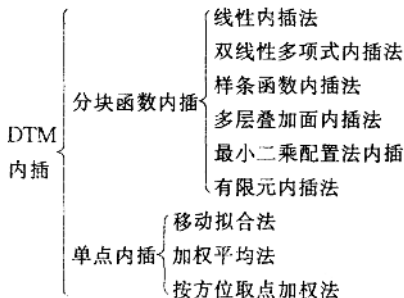 线性内插法
双线性多项式内插法
样条函数内插法
分块函数内插
多层叠加面内插法
DTM
最小二乘配置法内插
内插
有限元内插法
移动拟合法
单点内插
加权平均法
按方位取点加权法